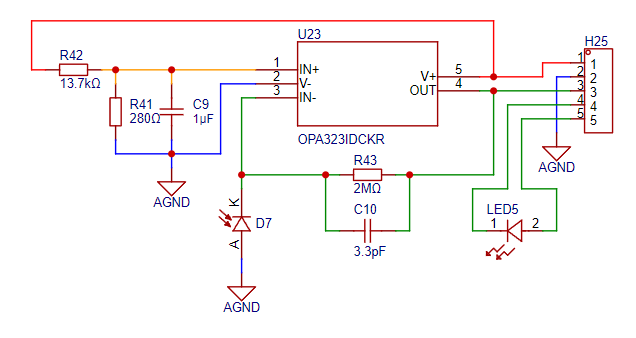 U23
H25
R42
13.7kΩ
1 IN+
2 V-
3 IN-
V+ 5
OUT 4
1 1
2 2
3 3
4 4
5 5
R41
280Ω
C9
1µF
OPA323IDCKR
AGND
R43
2MΩ
AGND
K
D7
A
C10
3.3pF
LED5
1 2
AGND